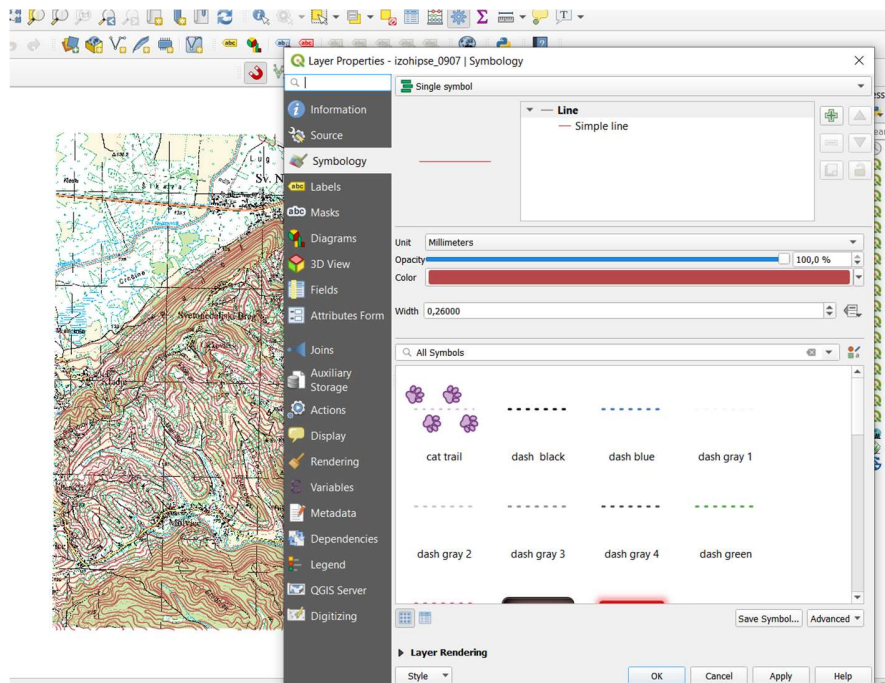 Layer Properties - izohipse_0907 | Symbology
Single symbol
Information
Source
Symbology
Labels
Masks
Diagrams
3D View
Fields
Attributes Form
Joins
Auxiliary
Storage
Actions
Display
Rendering
Variables
Metadata
Dependencies
Legend
QGIS Server
Digitizing
Line
Simple line
Unit Millimeters
Opacity 100,0 %
Color
Width 0,26000
All Symbols
cat trail dash black dash blue dash gray 1
dash gray 2 dash gray 3 dash gray 4 dash green
Save Symbol... Advanced
Layer Rendering
Style OK Cancel Apply Help
Lug
Sv. N
Molvice